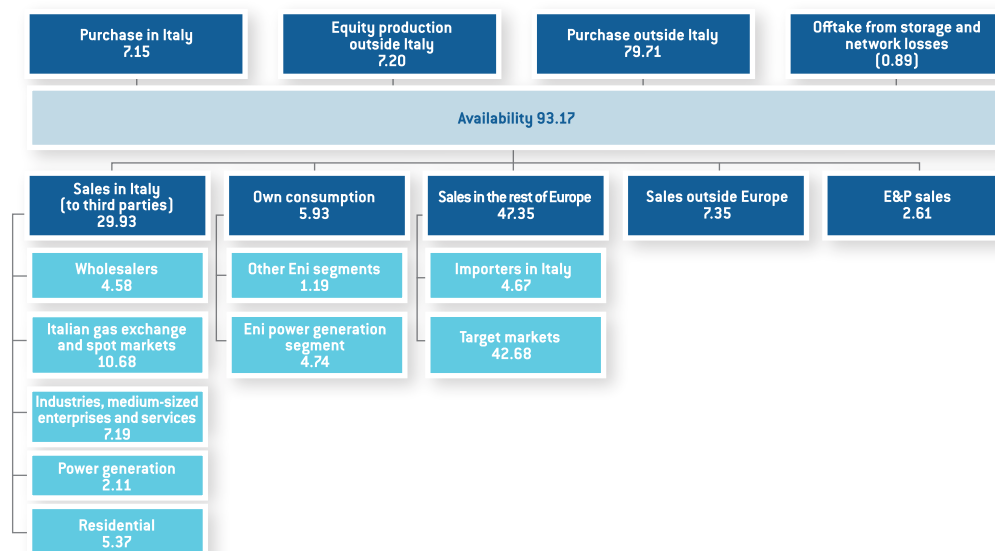 Purchase in Italy
7.15
Equity production
outside Italy
7.20
Purchase outside Italy
79.71
Offtake from storage and
network losses
(0.89)
Availability 93.17
Sales in Italy
(to third parties)
29.93
Own consumption
5.93
Sales in the rest of Europe
47.35
Sales outside Europe
7.35
E&P sales
2.61
Wholesalers
4.58
Other Eni segments
1.19
Importers in Italy
4.67
Italian gas exchange
and spot markets
10.68
Eni power generation
segment
4.74
Target markets
42.68
Industries, medium-sized
enterprises and services
7.19
Power generation
2.11
Residential
5.37